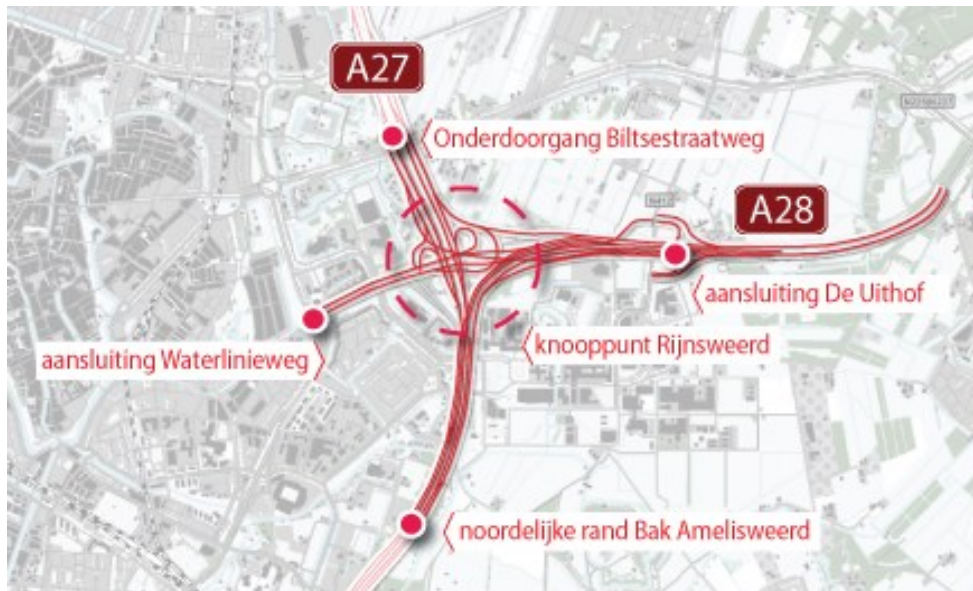 A27
Onderdoorgang Biltsestraatweg
A28
aansluiting De Uithof
knooppunt Rijnsweerd
aansluiting Waterlinieweg
noordelijke rand Bak Amelisweerd